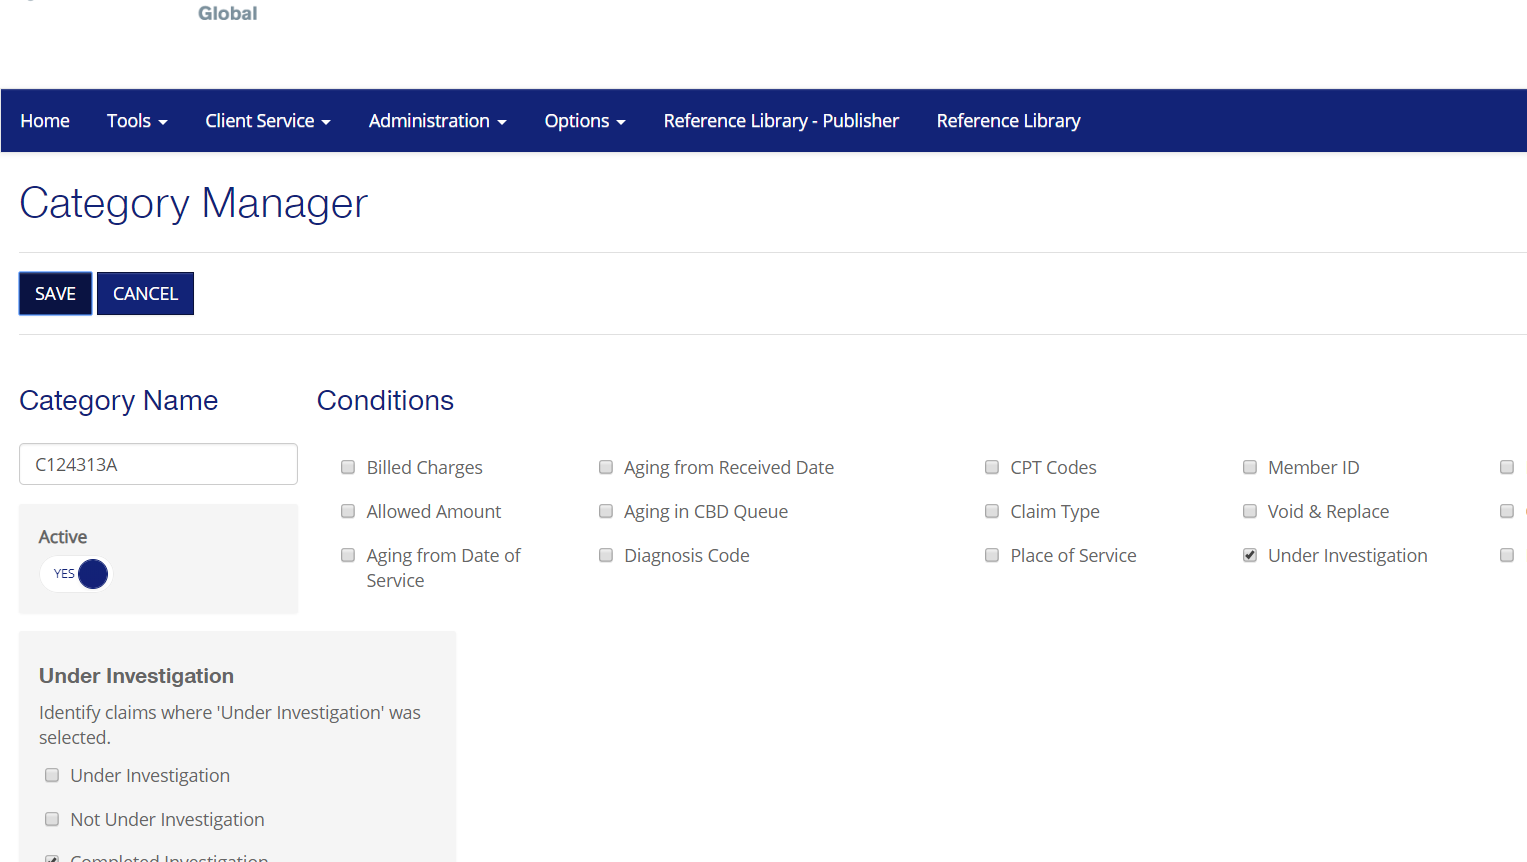 Global
Home Tools Client Service Administration Options Reference Library - Publisher Reference Library
Category Manager
SAVE CANCEL
Category Name Conditions
C124313A
Billed Charges Aging from Received Date CPT Codes Member ID
Allowed Amount Aging in CBD Queue Claim Type Void & Replace
Active
Aging from Date of Diagnosis Code Place of Service Under Investigation
Service
YES
Under Investigation
Identify claims where 'Under Investigation' was
selected.
Under Investigation
Not Under Investigation
Completed Investigation